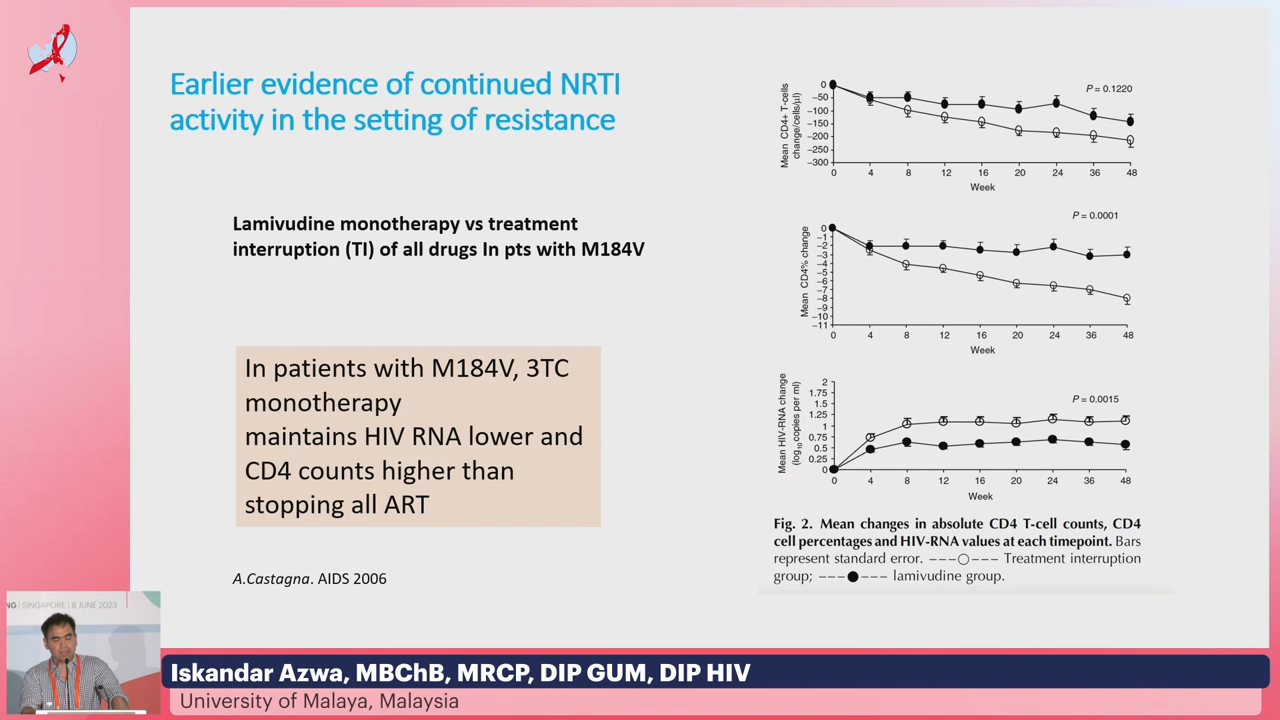 Earlier evidence of continued NRTI
activity in the setting of resistance
Lamivudine monotherapy vs treatment
interruption (TI) of all drugs In pts with M184V
In patients with M184V, 3TC
monotherapy
maintains HIV RNA lower and
CD4 counts higher than
stopping all ART
A.Castagna. AIDS 2006
Mean CD4+ T-cells
change/cells/µl)
0
−50
−100
−150
−200
−250
−300
P = 0.1220
0 4 8 12 16 20 24 36 48
Week
Mean CD4% change
0
−1
−2
−3
−4
−5
−6
−7
−8
−9
−10
−11
P = 0.0001
0 4 8 12 16 20 24 36 48
Week
Mean HIV-RNA change
(log10 copies per ml)
2
1.75
1.5
1.25
1
0.75
0.5
0.25
0
P = 0.0015
0 4 8 12 16 20 24 36 48
Week
Fig. 2. Mean changes in absolute CD4 T-cell counts, CD4
cell percentages and HIV-RNA values at each timepoint. Bars
represent standard error. −−−○−−− Treatment interruption
group; −−−●−−− lamivudine group.
NG | SINGAPORE | 8 JUNE 2023
Iskandar Azwa, MBChB, MRCP, DIP GUM, DIP HIV
University of Malaya, Malaysia